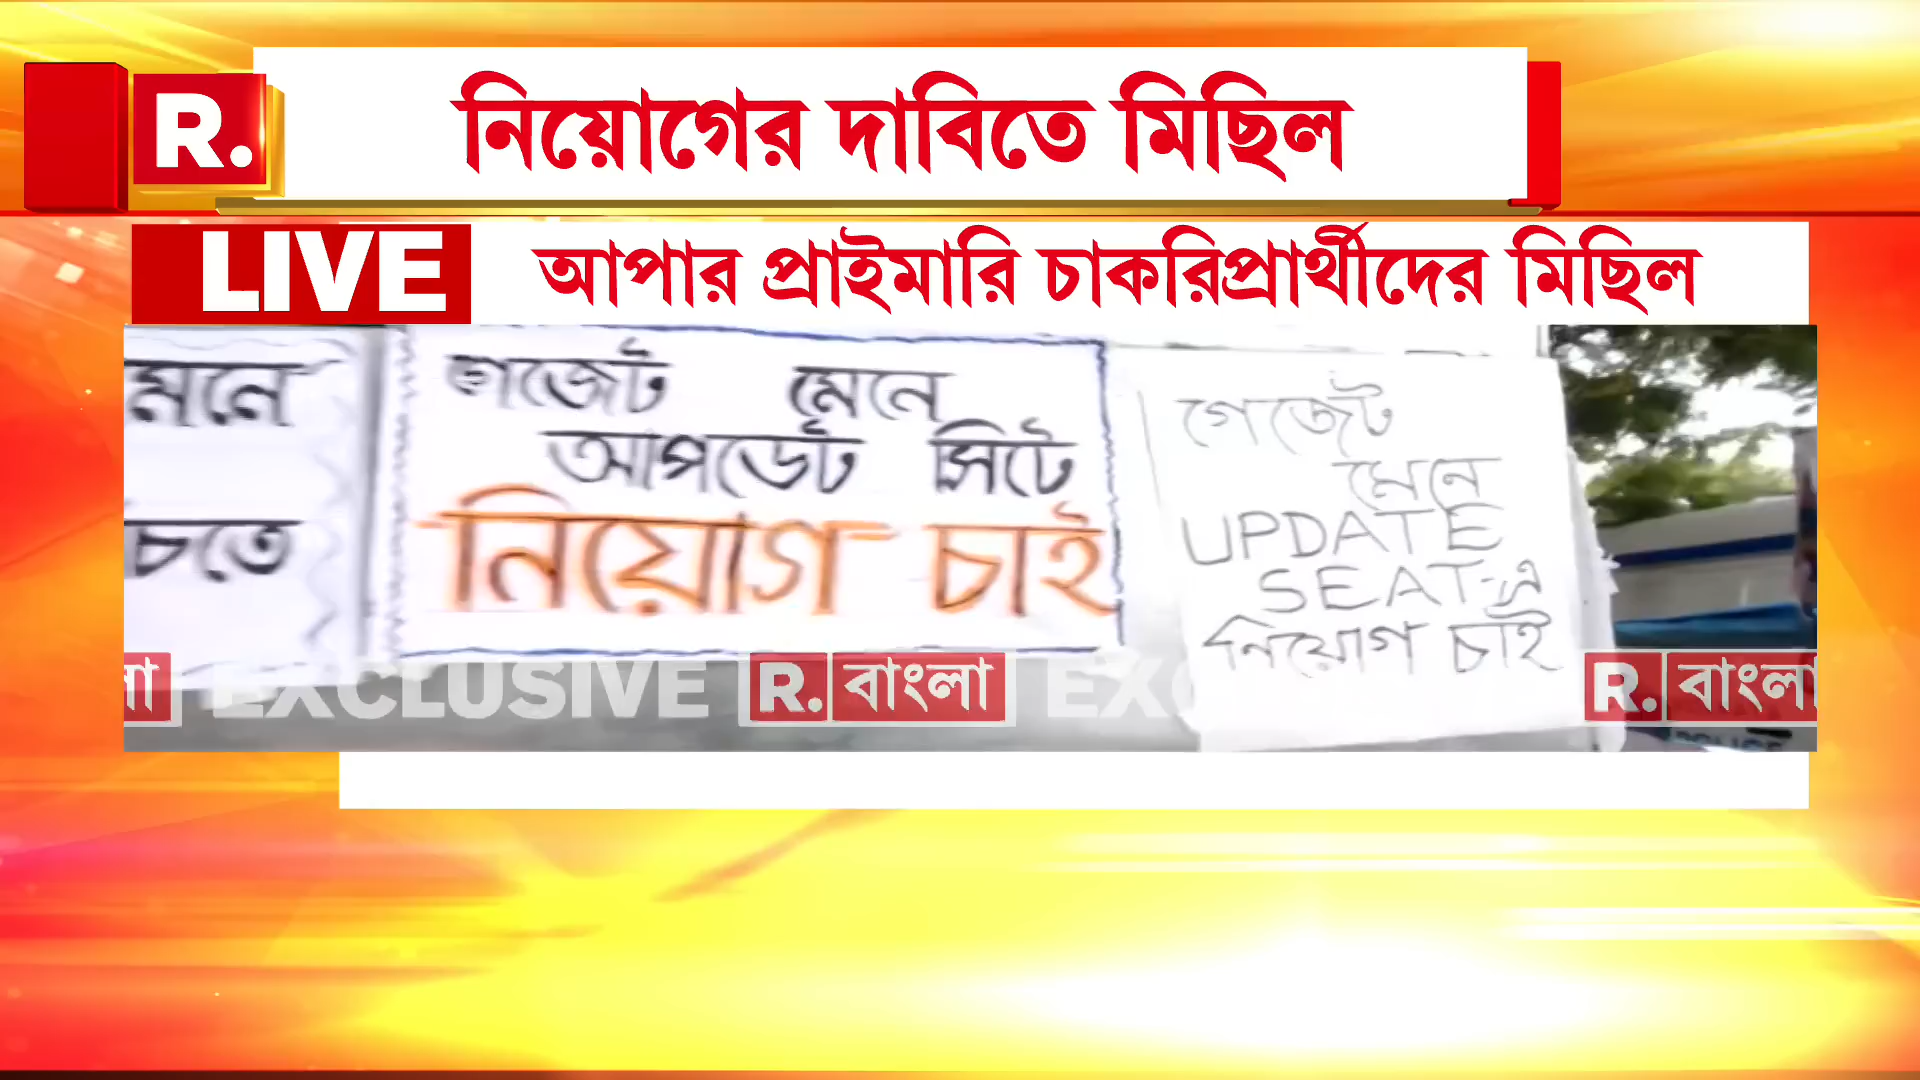 R.
নিয়োগের দাবিতে মিছিল
LIVE
আপার প্রাইমারি চাকরিপ্রার্থীদের মিছিল
মেনে
গেজেট মেনে
আপডেট সিটে
নিয়োগ চাই
গেজেট
মেনে
UPDATE
SEAT-এ
নিয়োগ চাই
EXCLUSIVE R. বাংলা
R. বাংলা